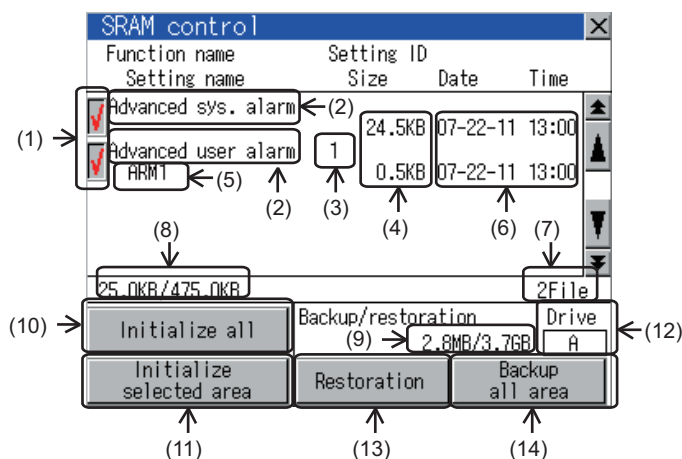 SRAM control
Function name Setting ID
Setting name Size Date Time
(1) Advanced sys. alarm (2)
24.5KB 07-22-11 13:00
Advanced user alarm 1
ARM1 (5) 0.5KB 07-22-11 13:00
(2) (3) (4) (6) (7)
(8)
25.0KB/475.0KB 2File
(10) Initialize all Backup/restoration Drive (12)
(9) 2.8MB/3.7GB A
Initialize selected area Restoration Backup all area
(11) (13) (14)